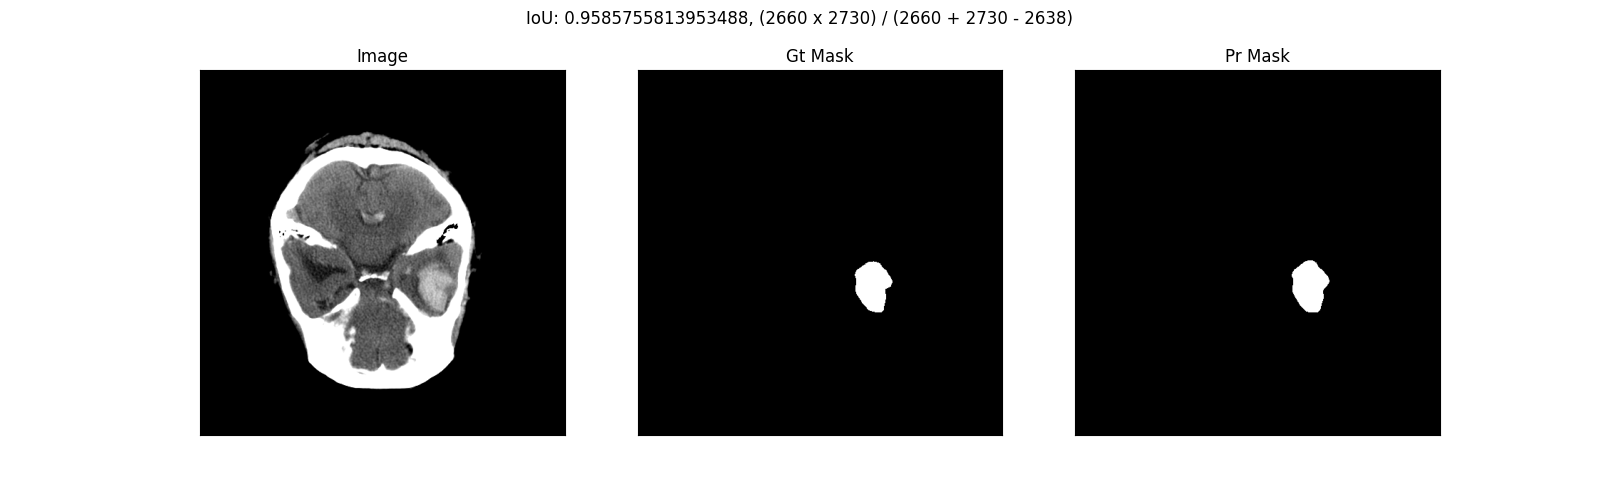 IoU: 0.9585755813953488, (2660 x 2730) / (2660 + 2730 - 2638)
Image
Gt Mask
Pr Mask